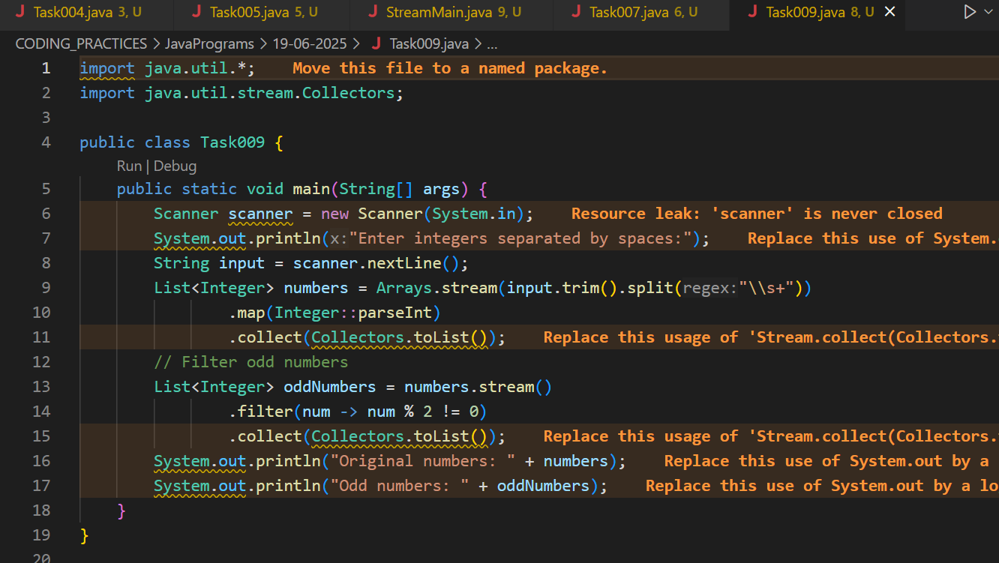 Task004.java 3, U Task005.java 5, U StreamMain.java 9, U Task007.java 6, U Task009.java 8, U
CODING_PRACTICES > JavaPrograms > 19-06-2025 > Task009.java > ...
1 import java.util.*; Move this file to a named package.
2 import java.util.stream.Collectors;
3
4 public class Task009 {
Run | Debug
5 public static void main(String[] args) {
6 Scanner scanner = new Scanner(System.in); Resource leak: 'scanner' is never closed
7 System.out.println(x:"Enter integers separated by spaces:"); Replace this use of System.
8 String input = scanner.nextLine();
9 List<Integer> numbers = Arrays.stream(input.trim().split(regex:"\\s+"))
10 .map(Integer::parseInt)
11 .collect(Collectors.toList()); Replace this usage of 'Stream.collect(Collectors.
12 // Filter odd numbers
13 List<Integer> oddNumbers = numbers.stream()
14 .filter(num -> num % 2 != 0)
15 .collect(Collectors.toList()); Replace this usage of 'Stream.collect(Collectors.
16 System.out.println("Original numbers: " + numbers); Replace this use of System.out by a
17 System.out.println("Odd numbers: " + oddNumbers); Replace this use of System.out by a lo
18 }
19 }
20